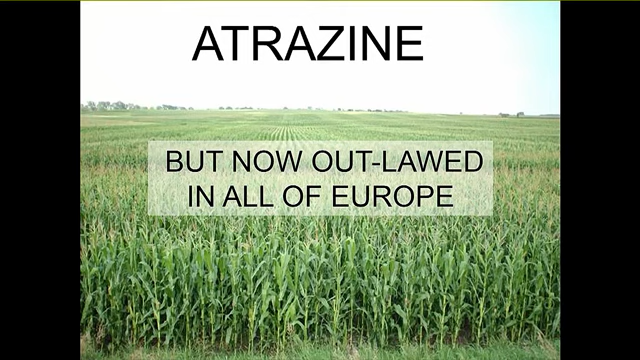 ATRAZINE
BUT NOW OUT-LAWED
IN ALL OF EUROPE